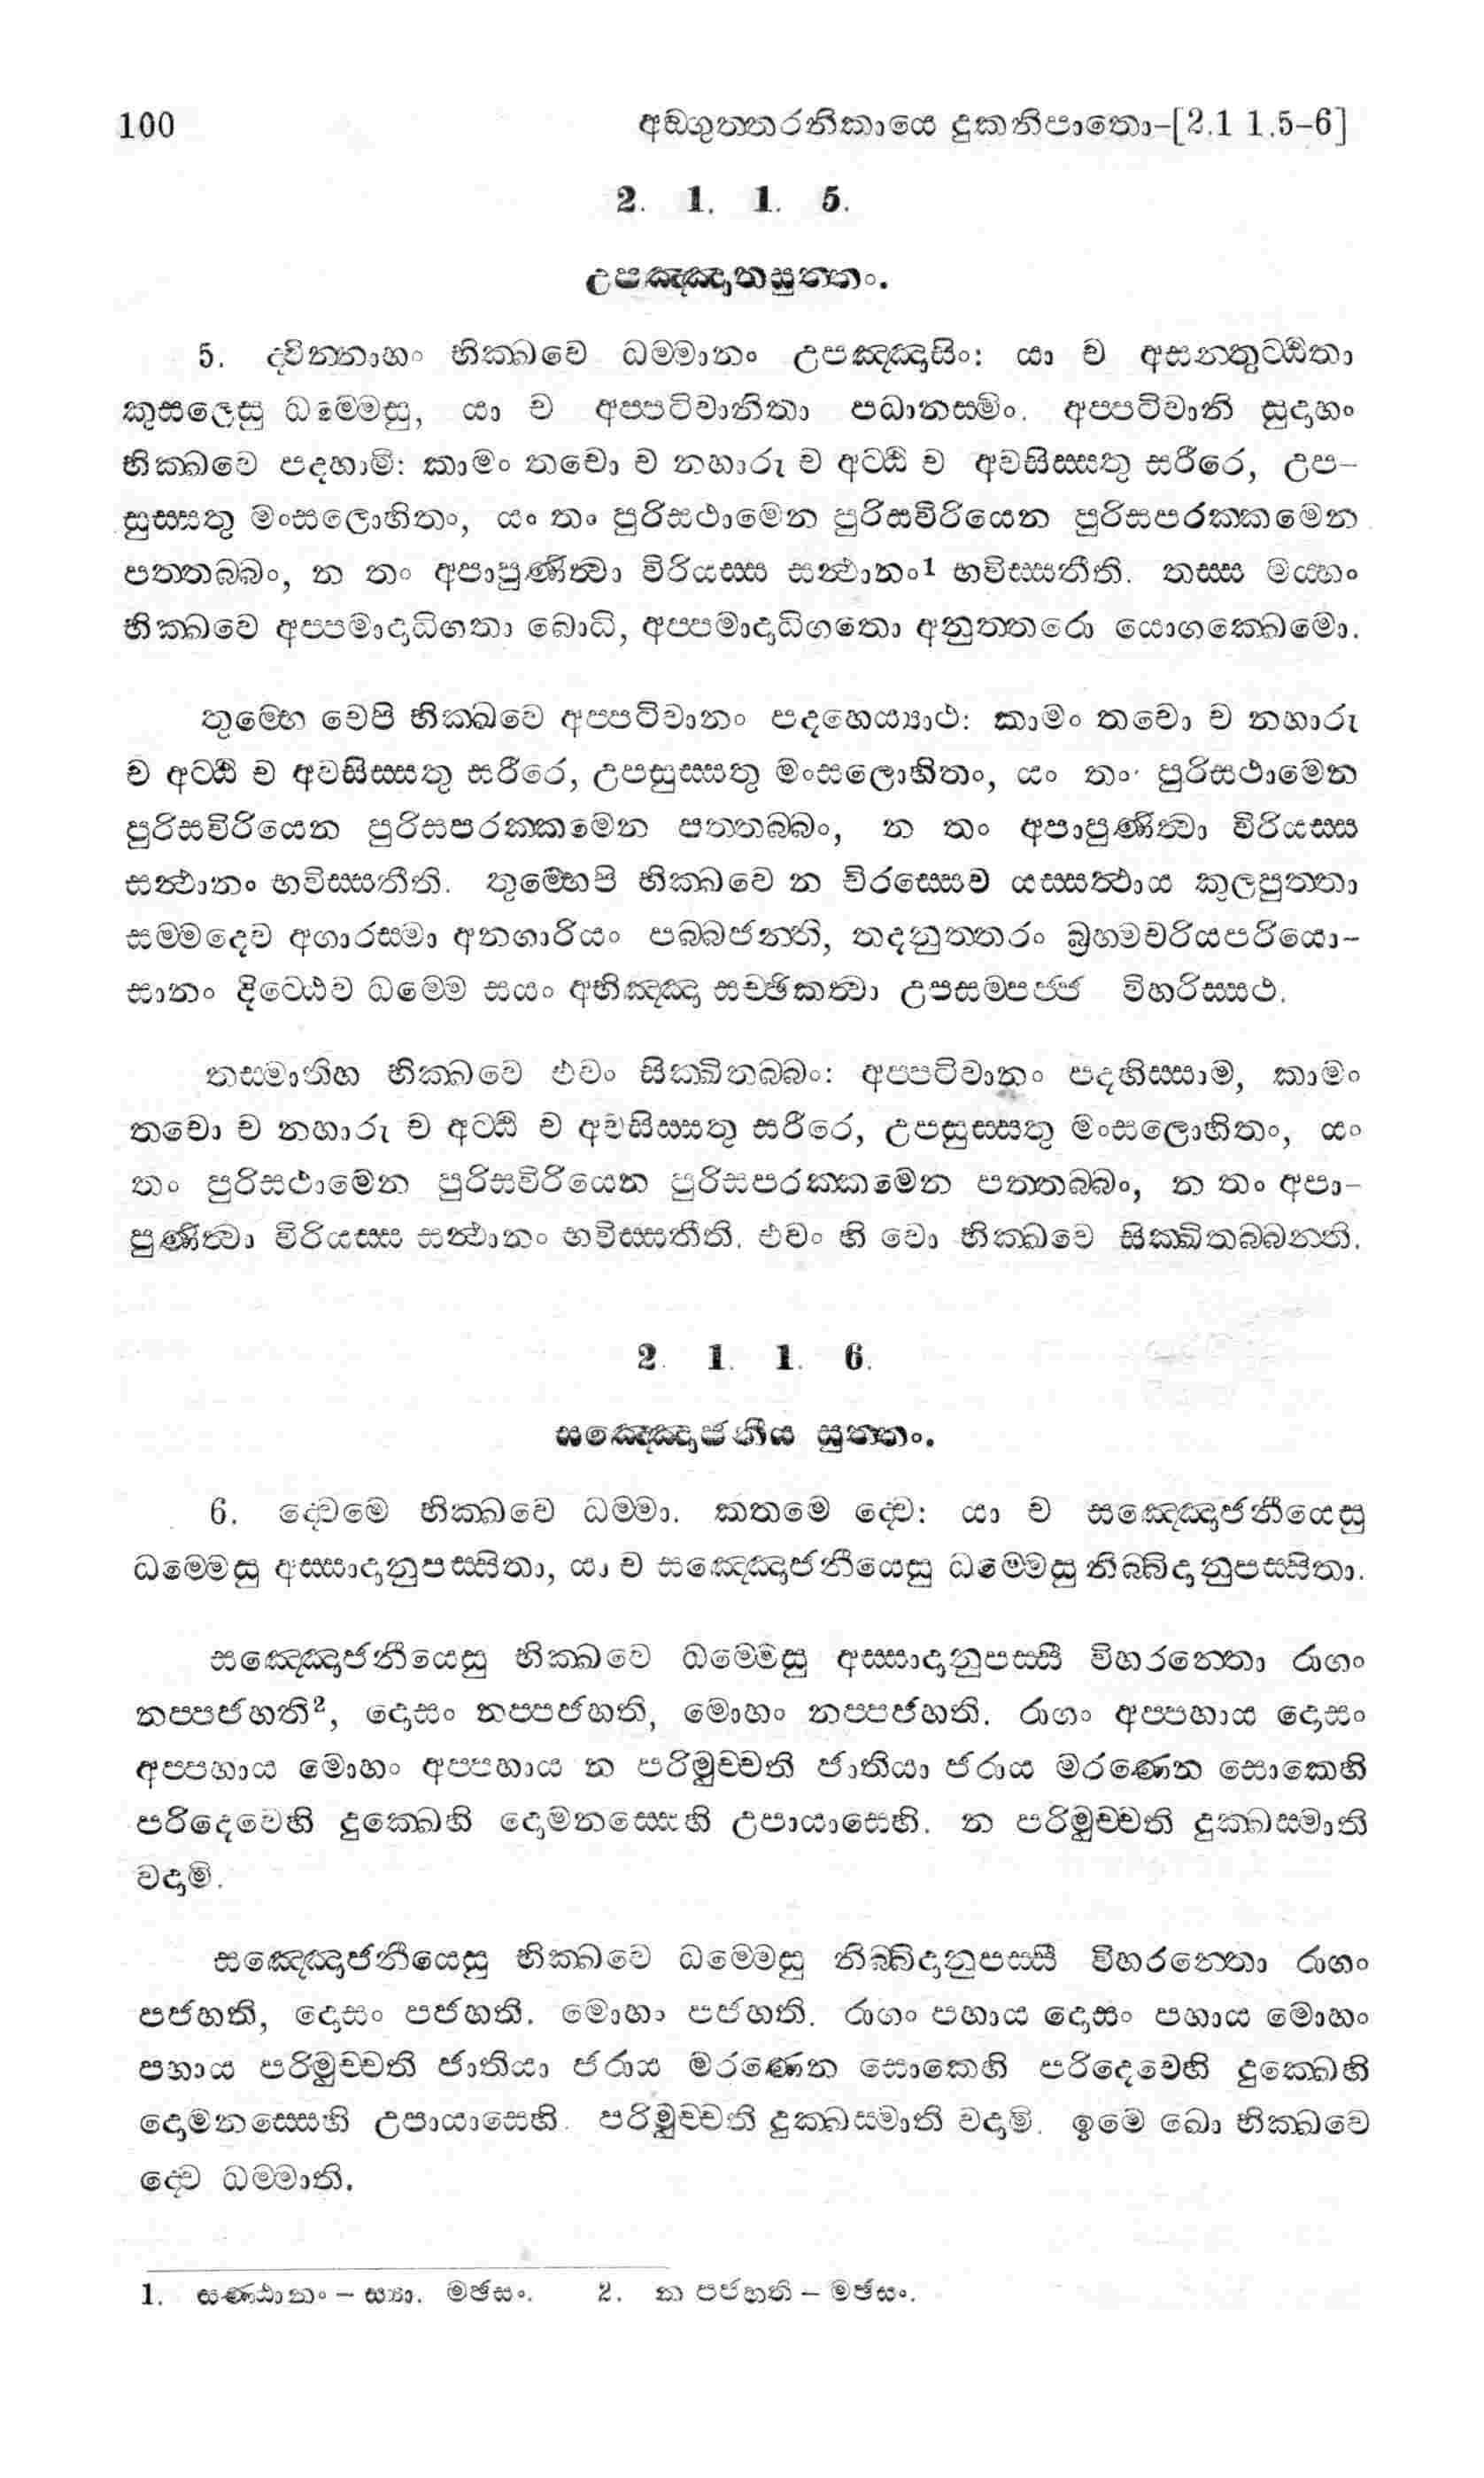 100 අඞ්ගුත්තරනිකායෙ දුකනිපාතො-[2.1 1.5-6]
2. 1. 1. 5.
උපඤ්ඤාතසුත්තං.
5. ද්වින්නාහං භික්ඛවෙ ධම්මානං උපඤ්ඤාසිං: යා ච අසන්තුට්ඨිතා
කුසලෙසු ධම්මෙසු, යා ච අප්පටිවානිතා පධානස්මිං. අප්පටිවානි සුදාහං
භික්ඛවෙ පදහාමි: කාමං තචො ච නහාරු ච අට්ඨි ච අවසිස්සතු සරීරෙ, උප-
සුස්සතු මංසලොහිතං, යං තං පුරිසථාමෙන පුරිසවිරියෙන පුරිසපරක්කමෙන
පත්තබ්බං, න තං අපාපුණිත්වා විරියස්ස සන්ථානං1 භවිස්සතීති. තස්ස මය්හං
භික්ඛවෙ අප්පමාදාධිගතා බොධි, අප්පමාදාධිගතො අනුත්තරො යොගක්ඛෙමො.
තුම්හෙ චෙපි භික්ඛවෙ අප්පටිවානං පදහෙය්‍යාථ: කාමං තචො ච නහාරු
ච අට්ඨි ච අවසිස්සතු සරීරෙ, උපසුස්සතු මංසලොහිතං, යං තං පුරිසථාමෙන
පුරිසවිරියෙන පුරිසපරක්කමෙන පත්තබ්බං, න තං අපාපුණිත්වා විරියස්ස
සන්ථානං භවිස්සතීති. තුම්හෙපි භික්ඛවෙ න චිරස්සෙව යස්සත්ථාය කුලපුත්තා
සම්මදෙව අගාරස්මා අනගාරියං පබ්බජන්ති, තදනුත්තරං බ්‍රහ්මචරියපරියො-
සානං දිට්ඨෙව ධම්මෙ සයං අභිඤ්ඤා සච්ඡිකත්වා උපසම්පජ්ජ විහරිස්සථ.
තස්මාතිහ භික්ඛවෙ එවං සික්ඛිතබ්බං: අප්පටිවානං පදහිස්සාම, කාමං
තචො ච නහාරු ච අට්ඨි ච අවසිස්සතු සරීරෙ, උපසුස්සතු මංසලොහිතං, යං
තං පුරිසථාමෙන පුරිසවිරියෙන පුරිසපරක්කමෙන පත්තබ්බං, න තං අපා-
පුණිත්වා විරියස්ස සන්ථානං භවිස්සතීති. එවං හි වො භික්ඛවෙ සික්ඛිතබ්බන්ති.
2. 1. 1. 6.
සඤ්ඤොජනීය සුත්තං.
6. ද්වෙමෙ භික්ඛවෙ ධම්මා. කතමෙ ද්වෙ: යා ච සඤ්ඤොජනීයෙසු
ධම්මෙසු අස්සාදානුපස්සිතා, යා ච සඤ්ඤොජනීයෙසු ධම්මෙසු නිබ්බිදානුපස්සිතා.
සඤ්ඤොජනීයෙසු භික්ඛවෙ ධම්මෙසු අස්සාදානුපස්සී විහරන්තො රාගං
නප්පජහති2, දොසං නප්පජහති, මොහං නප්පජහති. රාගං අප්පහාය දොසං
අප්පහාය මොහං අප්පහාය න පරිමුච්චති ජාතියා ජරාය මරණෙන සොකෙහි
පරිදෙවෙහි දුක්ඛෙහි දොමනස්සෙහි උපායාසෙහි. න පරිමුච්චති දුක්ඛස්මාති
වදාමි.
සඤ්ඤොජනීයෙසු භික්ඛවෙ ධම්මෙසු නිබ්බිදානුපස්සී විහරන්තො රාගං
පජහති, දොසං පජහති. මොහා පජහති. රාගං පහාය දොසං පහාය මොහං
පහාය පරිමුච්චති ජාතියා ජරාය මරණෙන සොකෙහි පරිදෙවෙහි දුක්ඛෙහි
දොමනස්සෙහි උපායාසෙහි. පරිමුච්චති දුක්ඛස්මාති වදාමි. ඉමෙ ඛො භික්ඛවෙ
ද්වෙ ධම්මාති.
1. සණ්ඨානං - ස්‍යා. මඡසං. 2. න පජහති - මඡසං.